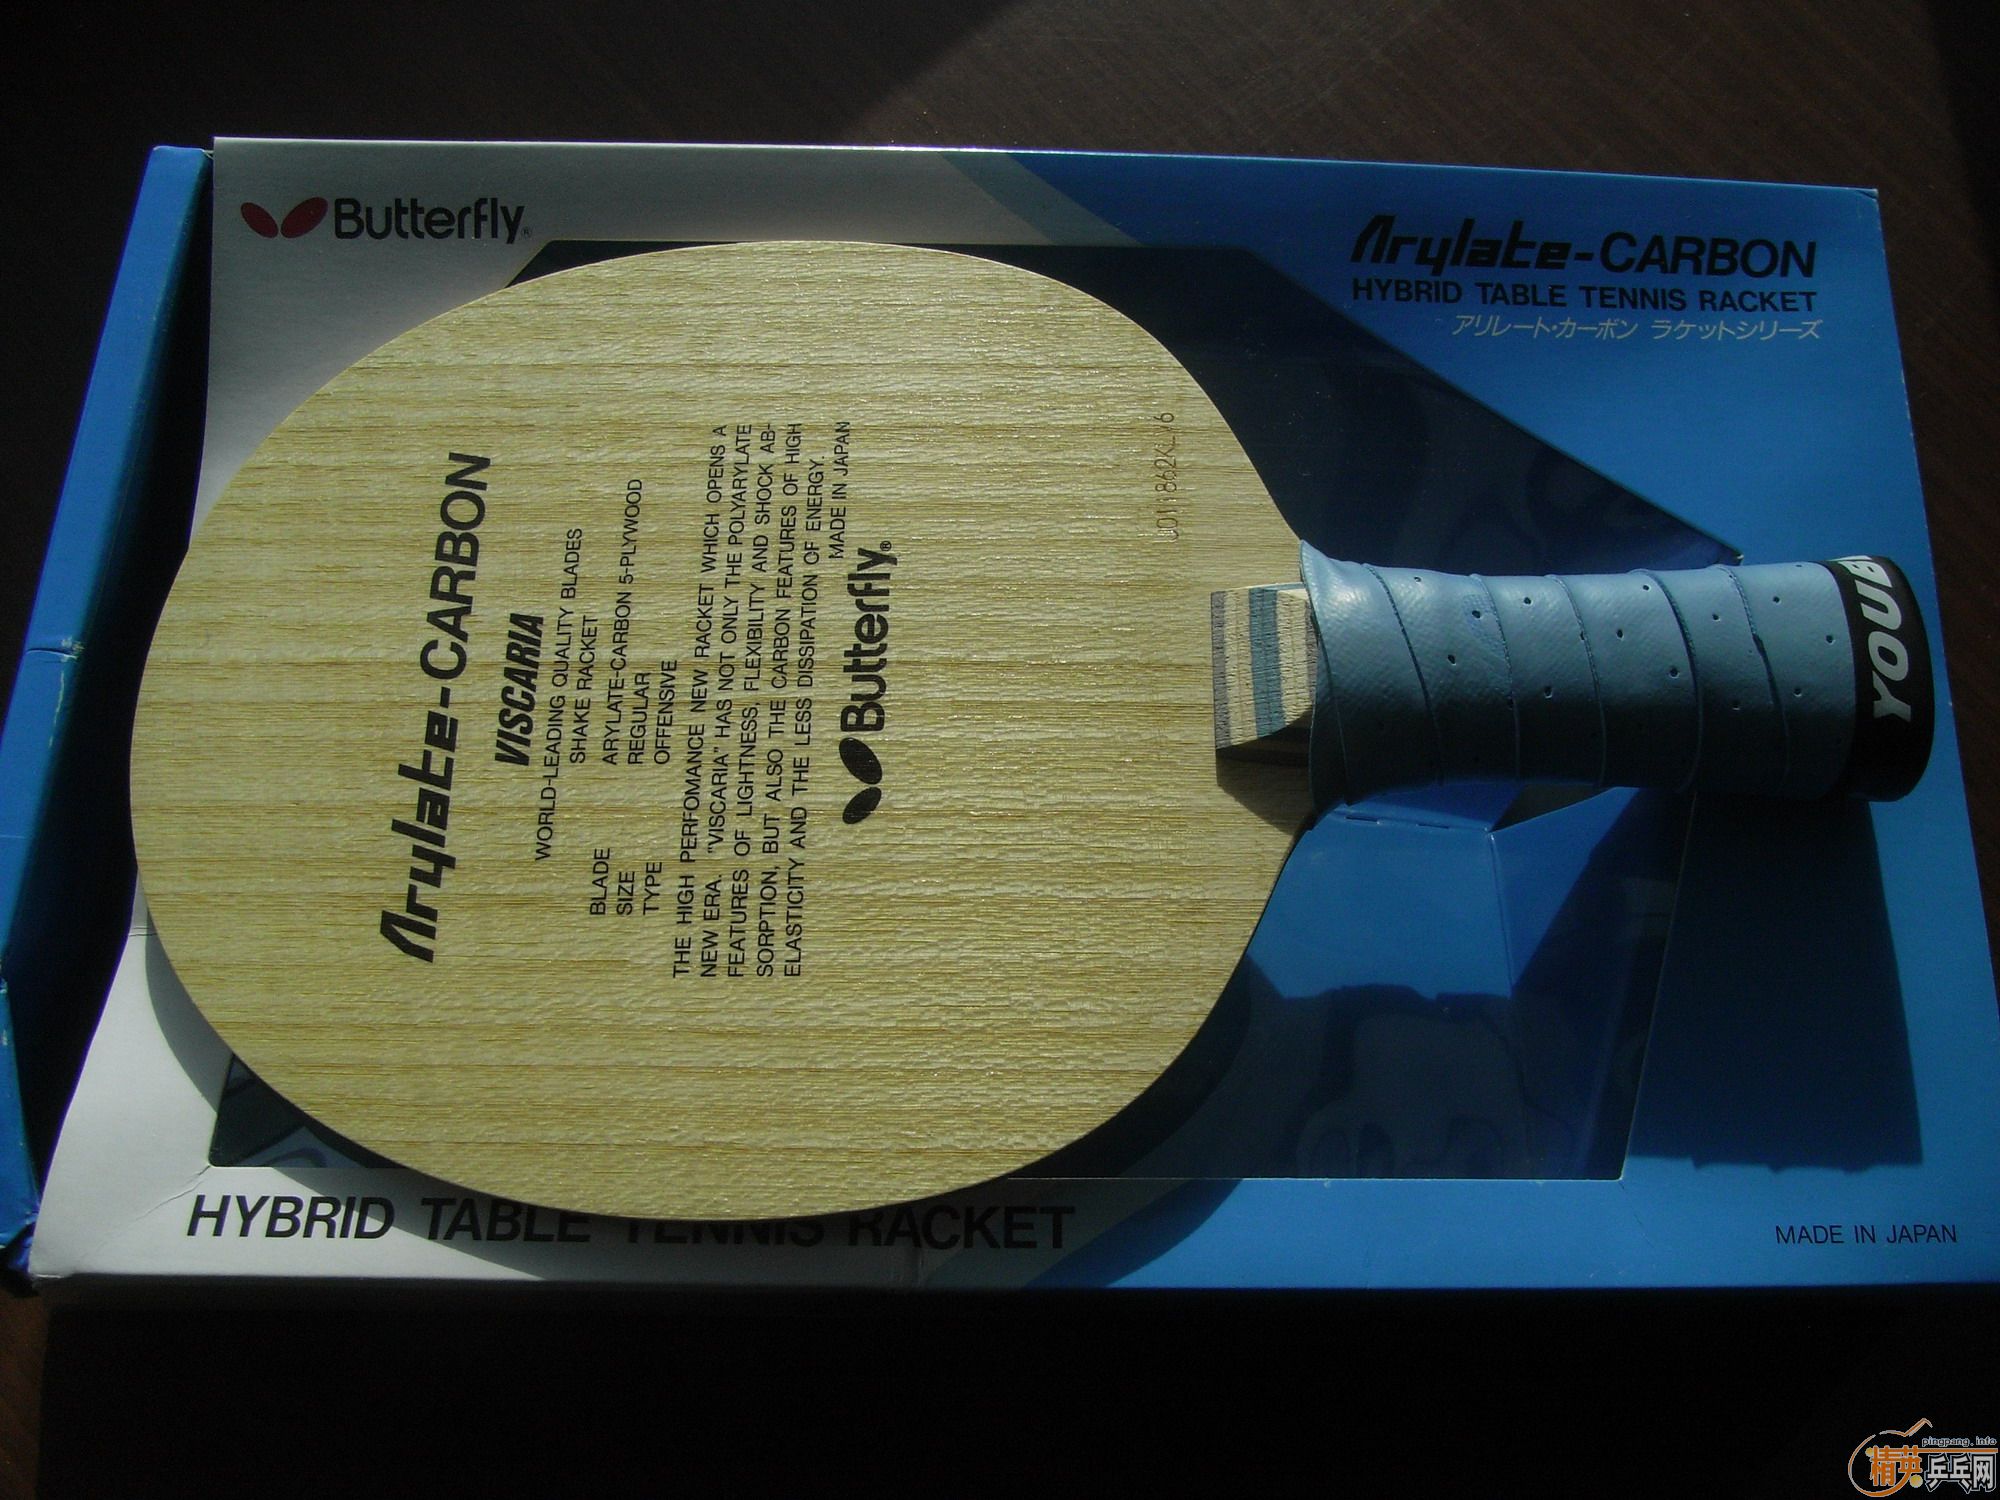 Butterfly®
Arylate-CARBON
HYBRID TABLE TENNIS RACKET
アリレート・カーボン ラケットシリーズ
Arylate-CARBON
VISCARIA
WORLD-LEADING QUALITY BLADES
SHAKE RACKET
BLADE ARYLATE-CARBON 5-PLYWOOD
SIZE REGULAR
TYPE OFFENSIVE
THE HIGH PERFOMANCE NEW RACKET WHICH OPENS A
NEW ERA. "VISCARIA" HAS NOT ONLY THE POLYARYLATE
FEATURES OF LIGHTNESS, FLEXIBILITY AND SHOCK AB-
SORPTION, BUT ALSO THE CARBON FEATURES OF HIGH
ELASTICITY AND THE LESS DISSIPATION OF ENERGY.
MADE IN JAPAN
Butterfly®
HYBRID TABLE TENNIS RACKET
MADE IN JAPAN
pingpang.info
精英乒乓网